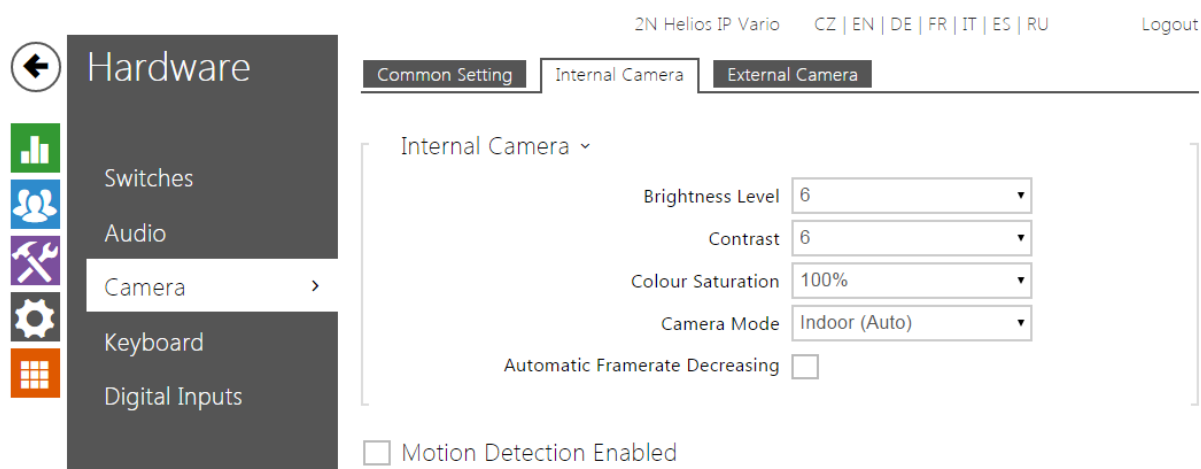 2N Helios IP Vario CZ | EN | DE | FR | IT | ES | RU Logout
Hardware
Common Setting Internal Camera External Camera
Internal Camera
Switches
Brightness Level 6
Audio
Contrast 6
Colour Saturation 100%
Camera
Camera Mode Indoor (Auto)
Keyboard
Automatic Framerate Decreasing
Digital Inputs
Motion Detection Enabled